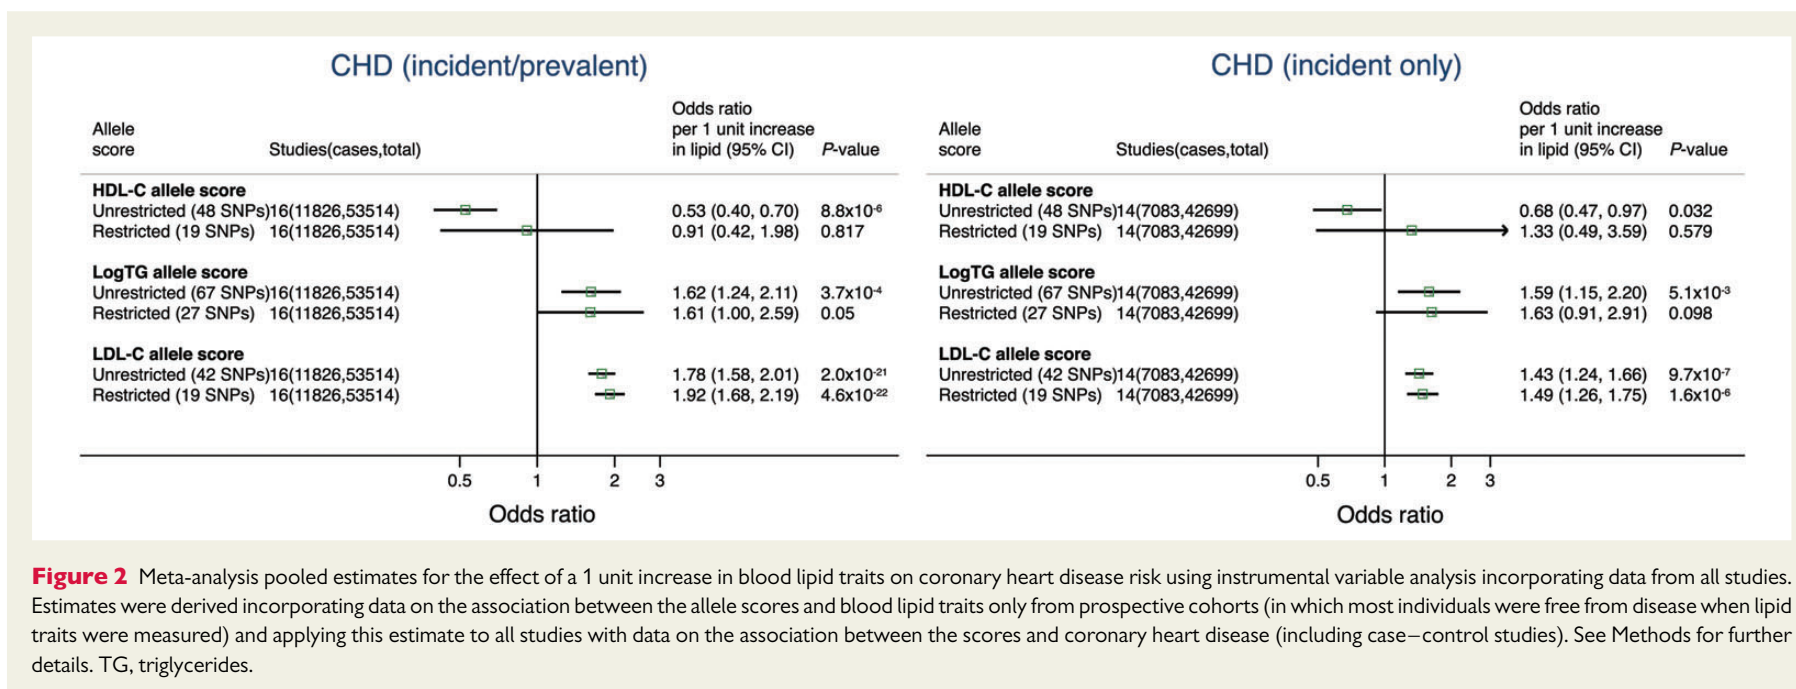 CHD (incident/prevalent)
Allele score
Studies(cases,total)
Odds ratio per 1 unit increase in lipid (95% CI)
P-value
HDL-C allele score
Unrestricted (48 SNPs)16(11826,53514) 0.53 (0.40, 0.70) 8.8x10-6
Restricted (19 SNPs) 16(11826,53514) 0.91 (0.42, 1.98) 0.817
LogTG allele score
Unrestricted (67 SNPs)16(11826,53514) 1.62 (1.24, 2.11) 3.7x10-4
Restricted (27 SNPs) 16(11826,53514) 1.61 (1.00, 2.59) 0.05
LDL-C allele score
Unrestricted (42 SNPs)16(11826,53514) 1.78 (1.58, 2.01) 2.0x10-21
Restricted (19 SNPs) 16(11826,53514) 1.92 (1.68, 2.19) 4.6x10-22
0.5 1 2 3
Odds ratio
CHD (incident only)
Allele score
Studies(cases,total)
Odds ratio per 1 unit increase in lipid (95% CI)
P-value
HDL-C allele score
Unrestricted (48 SNPs)14(7083,42699) 0.68 (0.47, 0.97) 0.032
Restricted (19 SNPs) 14(7083,42699) 1.33 (0.49, 3.59) 0.579
LogTG allele score
Unrestricted (67 SNPs)14(7083,42699) 1.59 (1.15, 2.20) 5.1x10-3
Restricted (27 SNPs) 14(7083,42699) 1.63 (0.91, 2.91) 0.098
LDL-C allele score
Unrestricted (42 SNPs)14(7083,42699) 1.43 (1.24, 1.66) 9.7x10-7
Restricted (19 SNPs) 14(7083,42699) 1.49 (1.26, 1.75) 1.6x10-6
0.5 1 2 3
Odds ratio
Figure 2 Meta-analysis pooled estimates for the effect of a 1 unit increase in blood lipid traits on coronary heart disease risk using instrumental variable analysis incorporating data from all studies.
Estimates were derived incorporating data on the association between the allele scores and blood lipid traits only from prospective cohorts (in which most individuals were free from disease when lipid
traits were measured) and applying this estimate to all studies with data on the association between the scores and coronary heart disease (including case–control studies). See Methods for further
details. TG, triglycerides.